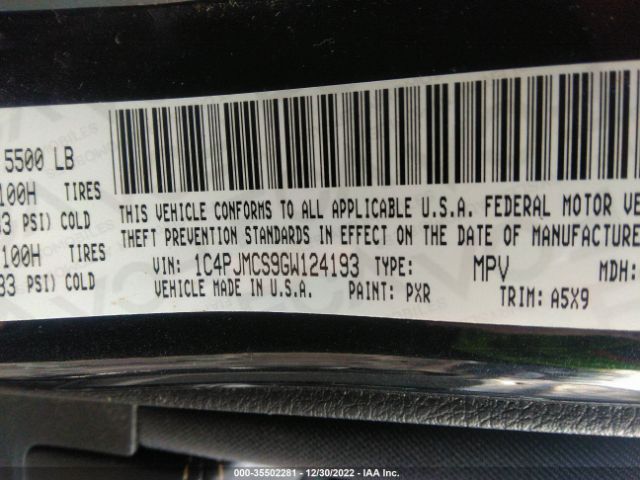 5500 LB
100H TIRES
33 PSI) COLD
100H TIRES
33 PSI) COLD
THIS VEHICLE CONFORMS TO ALL APPLICABLE U.S.A. FEDERAL MOTOR VE
THEFT PREVENTION STANDARDS IN EFFECT ON THE DATE OF MANUFACTURE
VIN: 1C4PJMCS9GW124193 TYPE: MPV MDH:
VEHICLE MADE IN U.S.A. PAINT: PXR TRIM: A5X9
000-35502281 - 12/30/2022 - IAA Inc.